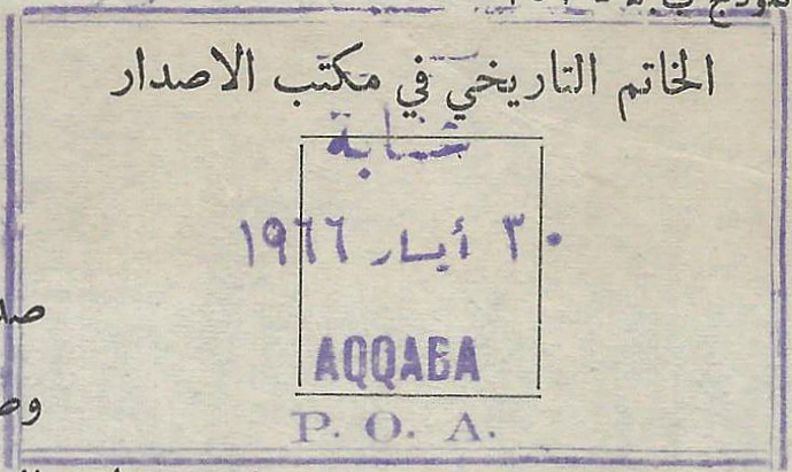 الخاتم التاريخي في مكتب الاصدار
٣٠ أيار ١٩٦٦
AQQABA
P. O. A.